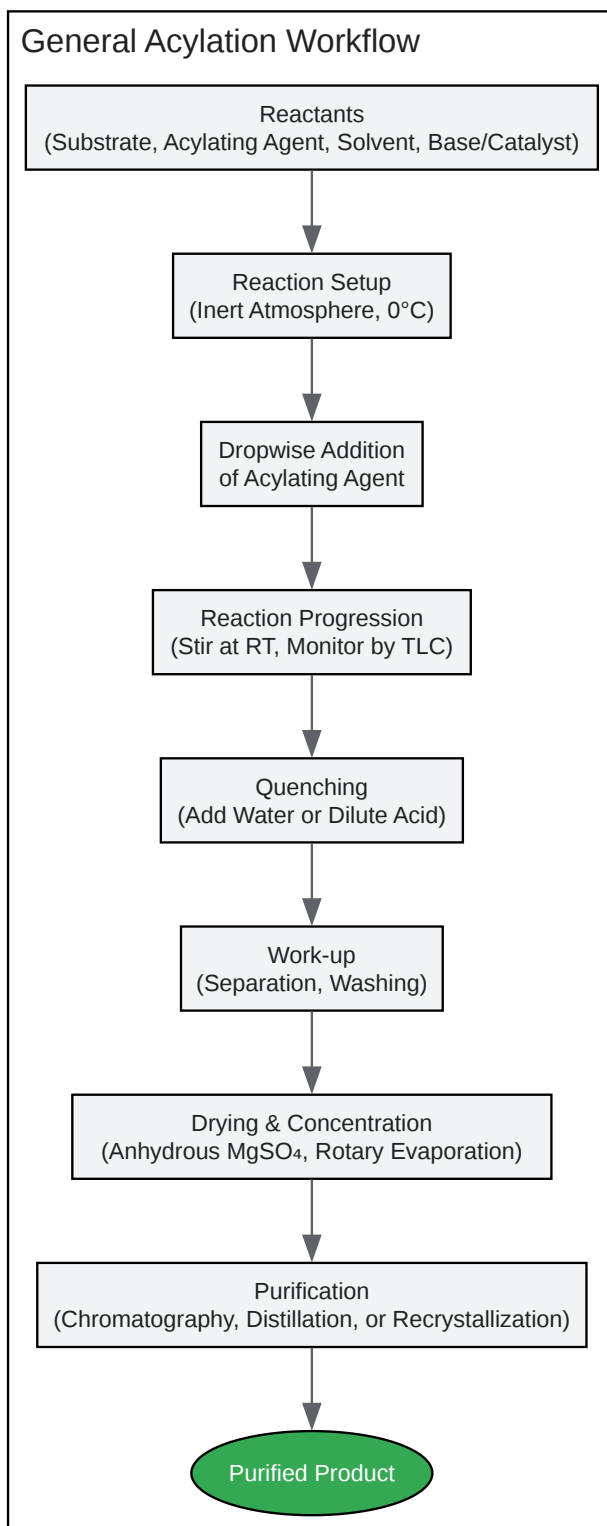 General Acylation Workflow
Reactants
(Substrate, Acylating Agent, Solvent, Base/Catalyst)
Reaction Setup
(Inert Atmosphere, 0°C)
Dropwise Addition
of Acylating Agent
Reaction Progression
(Stir at RT, Monitor by TLC)
Quenching
(Add Water or Dilute Acid)
Work-up
(Separation, Washing)
Drying & Concentration
(Anhydrous MgSO₄, Rotary Evaporation)
Purification
(Chromatography, Distillation, or Recrystallization)
Purified Product